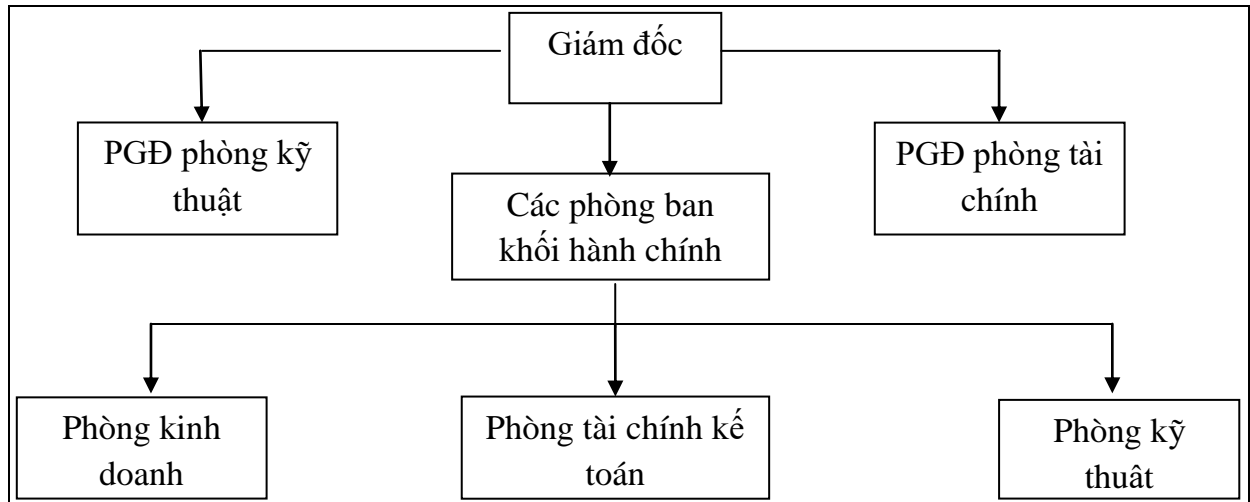 Giám đốc
PGĐ phòng kỹ
thuật
PGĐ phòng tài
chính
Các phòng ban
khối hành chính
Phòng kinh
doanh
Phòng tài chính kế
toán
Phòng kỹ
thuât